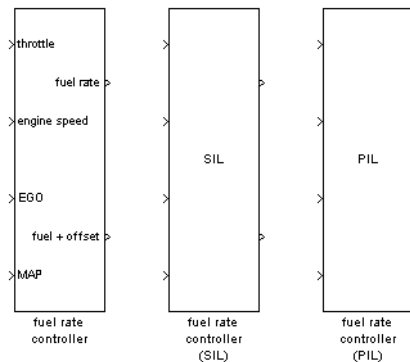 throttle
fuel rate
engine speed
EGO
fuel + offset
MAP
fuel rate
controller
SIL
fuel rate
controller
(SIL)
PIL
fuel rate
controller
(PIL)